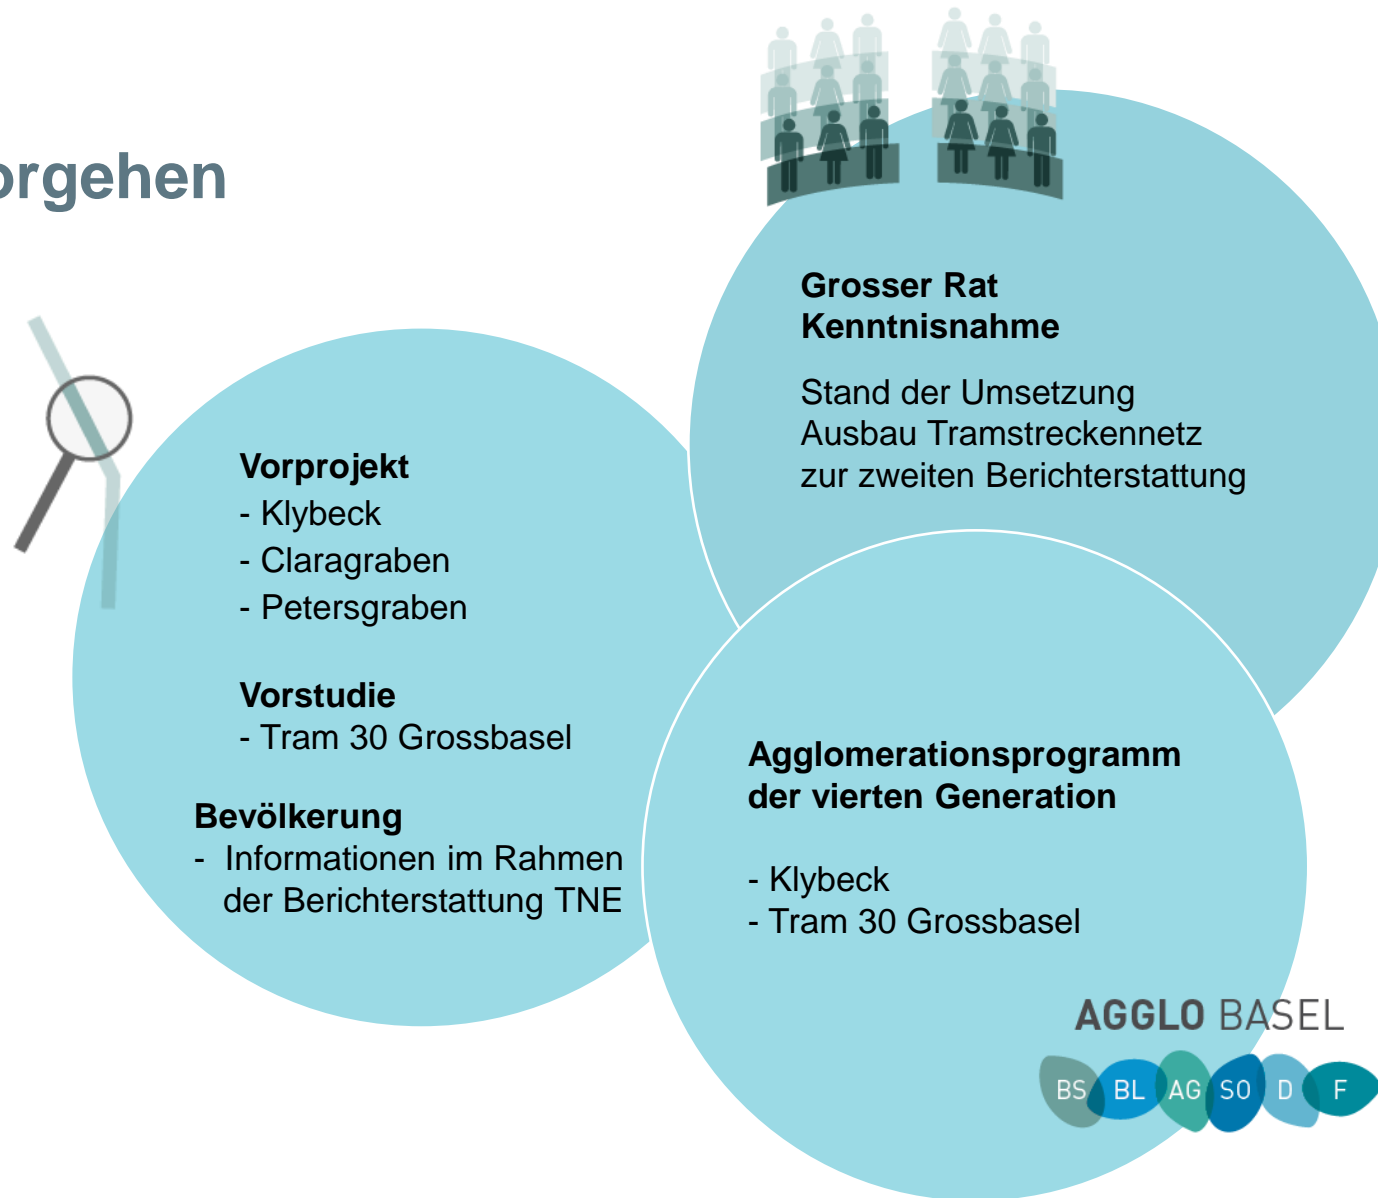 orgehen
Grosser Rat
Kenntnisnahme
Stand der Umsetzung
Ausbau Tramstreckennetz
zur zweiten Berichterstattung
Vorprojekt
- Klybeck
- Claragraben
- Petersgraben
Vorstudie
- Tram 30 Grossbasel
Bevölkerung
- Informationen im Rahmen
der Berichterstattung TNE
Agglomerationsprogramm
der vierten Generation
- Klybeck
- Tram 30 Grossbasel
AGGLO BASEL
BS BL AG SO D F